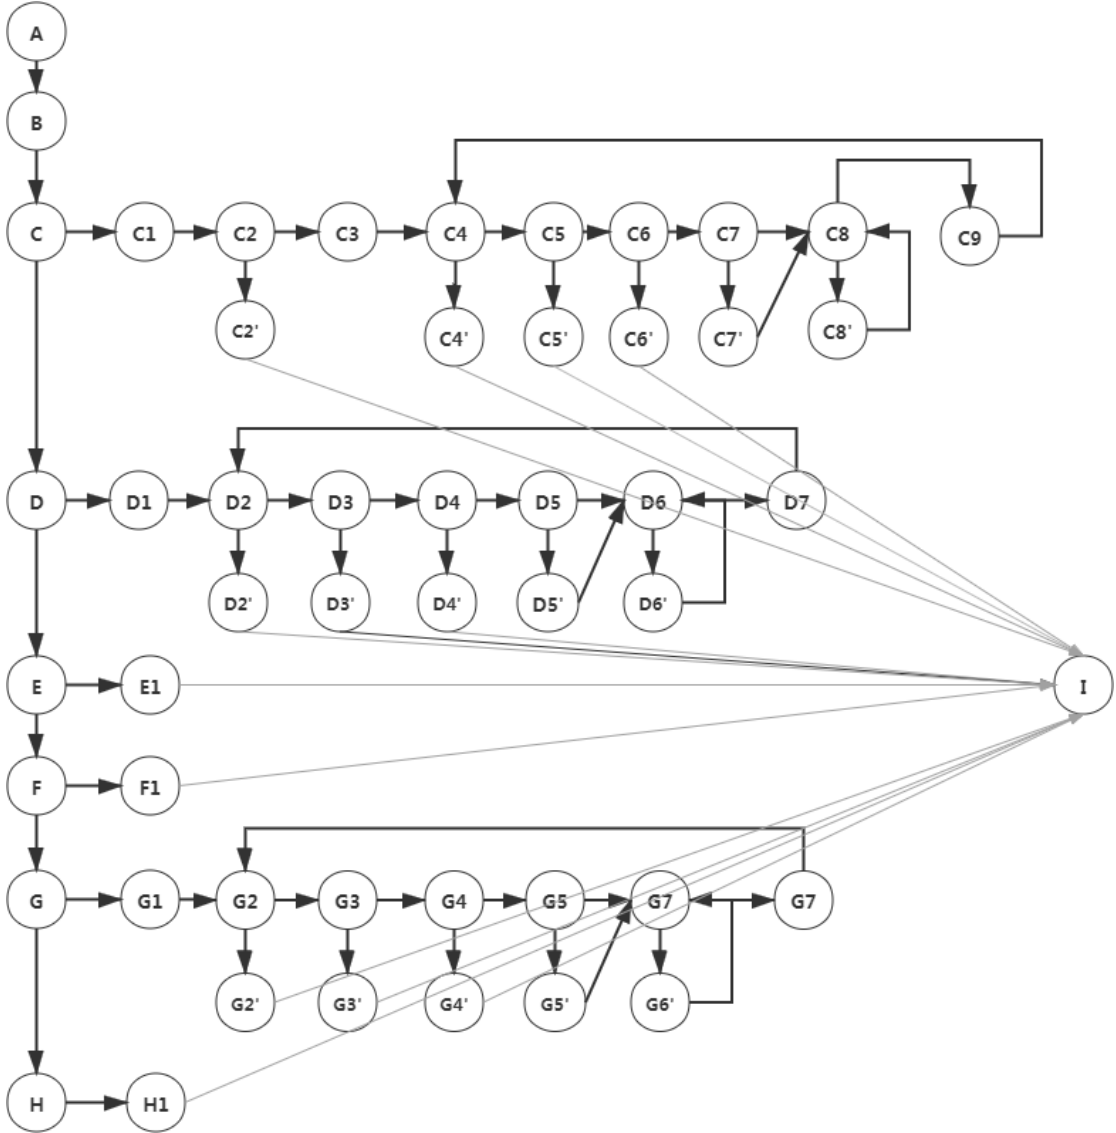 A
B
C C1 C2 C3 C4 C5 C6 C7 C8 C9
C2' C4' C5' C6' C7' C8'
D D1 D2 D3 D4 D5 D6 D7
D2' D3' D4' D5' D6'
E E1 I
F F1
G G1 G2 G3 G4 G5 G7 G7
G2' G3' G4' G5' G6'
H H1